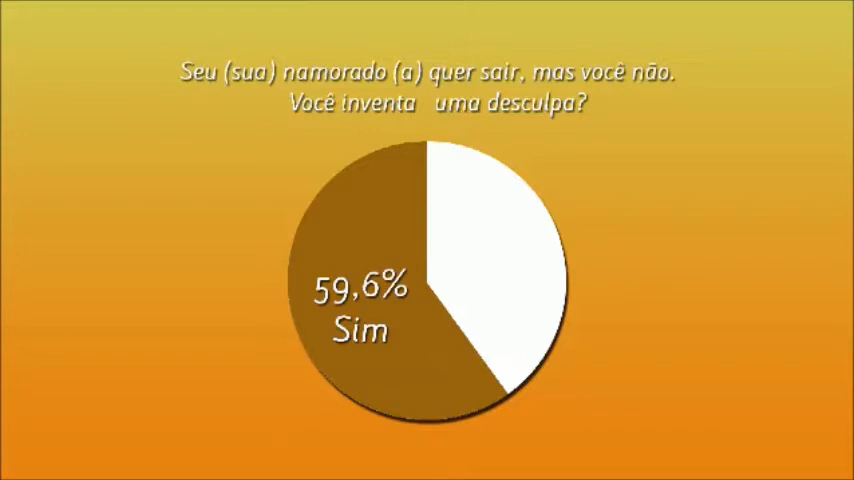 Seu (sua) namorado (a) quer sair, mas você não.
Você inventa uma desculpa?
59,6%
Sim